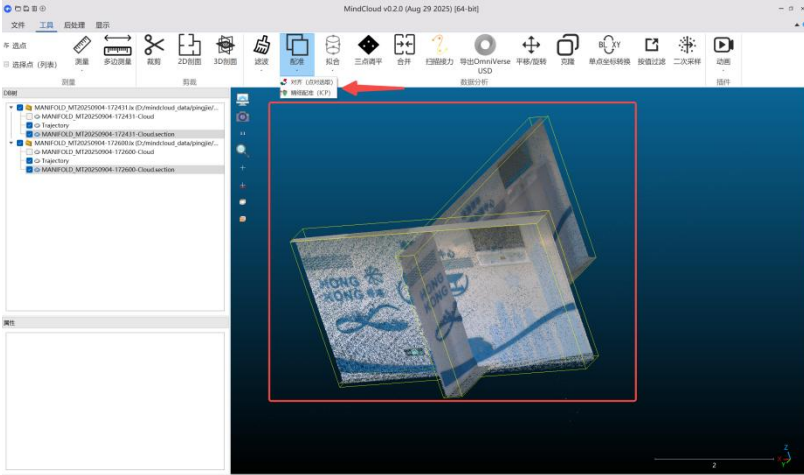 MindCloud v0.2.0 (Aug 29 2025) [64-bit]
文件 工具 后处理 显示
选点
选择点（列表）
测量 多边测量 裁剪 2D剖面 3D剖面 滤波 配准 拟合 三点调平 合并 扫描接力 导出OmniVerse USD 平移/旋转 克隆 单点坐标转换 按值过滤 二次采样 动画
BL XY
对齐（点对选取）
精细配准（ICP）
测量 剪裁 数据分析 插件
DB树
MANIFOLD_MT20250904-172431.lx (D:/mindcloud_data/pingjie/...
MANIFOLD_MT20250904-172431-Cloud
Trajectory
MANIFOLD_MT20250904-172431-Cloud.section
MANIFOLD_MT20250904-172600.lx (D:/mindcloud_data/pingjie/...
MANIFOLD_MT20250904-172600-Cloud
Trajectory
MANIFOLD_MT20250904-172600-Cloud.section
1:1
HONG
KONG 香港
属性
2
Z
X
Y